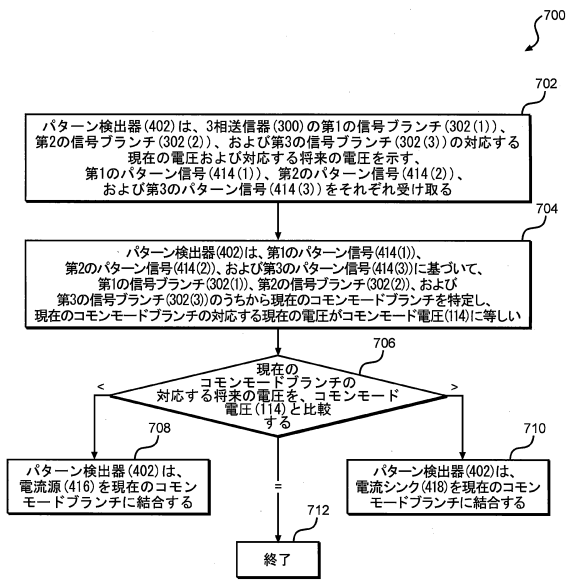 700
702
パターン検出器(402)は、3相送信器(300)の第1の信号ブランチ(302(1))、
第2の信号ブランチ(302(2))、および第3の信号ブランチ(302(3))の対応する
現在の電圧および対応する将来の電圧を示す、
第1のパターン信号(414(1))、第2のパターン信号(414(2))、
および第3のパターン信号(414(3))をそれぞれ受け取る
704
パターン検出器(402)は、第1のパターン信号(414(1))、
第2のパターン信号(414(2))、および第3のパターン信号(414(3))に基づいて、
第1の信号ブランチ(302(1))、第2の信号ブランチ(302(2))、および
第3の信号ブランチ(302(3))のうちから現在のコモンモードブランチを特定し、
現在のコモンモードブランチの対応する現在の電圧がコモンモード電圧(114)に等しい
706
現在の
コモンモードブランチの
対応する将来の電圧を、コモンモード
電圧(114)と比較
する
<
>
=
708
パターン検出器(402)は、
電流源(416)を現在のコモン
モードブランチに結合する
710
パターン検出器(402)は、
電流シンク(418)を現在のコモン
モードブランチに結合する
712
終了